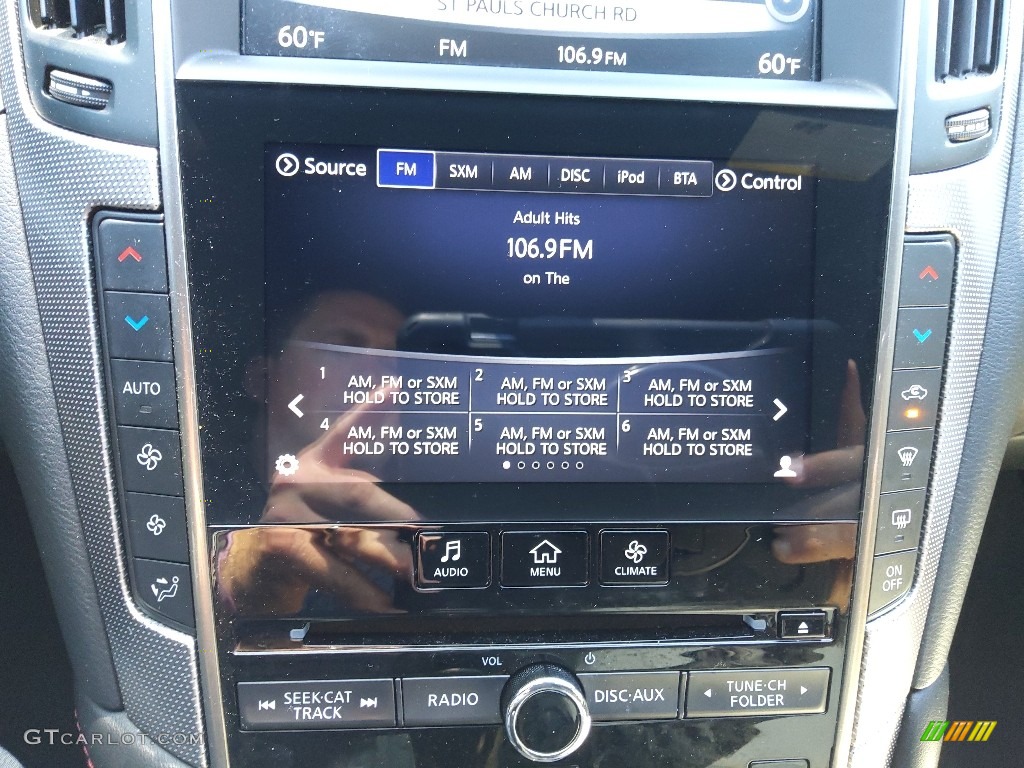 ST PAULS CHURCH RD
60°F FM 106.9 FM 60°F
Source FM SXM AM DISC iPod BTA Control
Adult Hits
106.9 FM
on The
1 AM, FM or SXM HOLD TO STORE
2 AM, FM or SXM HOLD TO STORE
3 AM, FM or SXM HOLD TO STORE
4 AM, FM or SXM HOLD TO STORE
5 AM, FM or SXM HOLD TO STORE
6 AM, FM or SXM HOLD TO STORE
AUTO
ON
OFF
AUDIO MENU CLIMATE
VOL
SEEK·CAT
TRACK
RADIO
DISC·AUX
TUNE·CH
FOLDER
GTCARLOT.COM